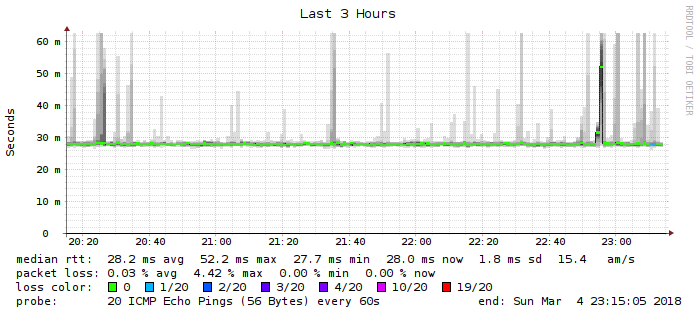 Last 3 Hours
RRDTOOL / TOBI OETIKER
Seconds
60 m
50 m
40 m
30 m
20 m
10 m
0
20:20 20:40 21:00 21:20 21:40 22:00 22:20 22:40 23:00
median rtt: 28.2 ms avg 52.2 ms max 27.7 ms min 28.0 ms now 1.8 ms sd 15.4 am/s
packet loss: 0.03 % avg 4.42 % max 0.00 % min 0.00 % now
loss color: 0 1/20 2/20 3/20 4/20 10/20 19/20
probe: 20 ICMP Echo Pings (56 Bytes) every 60s end: Sun Mar 4 23:15:05 2018